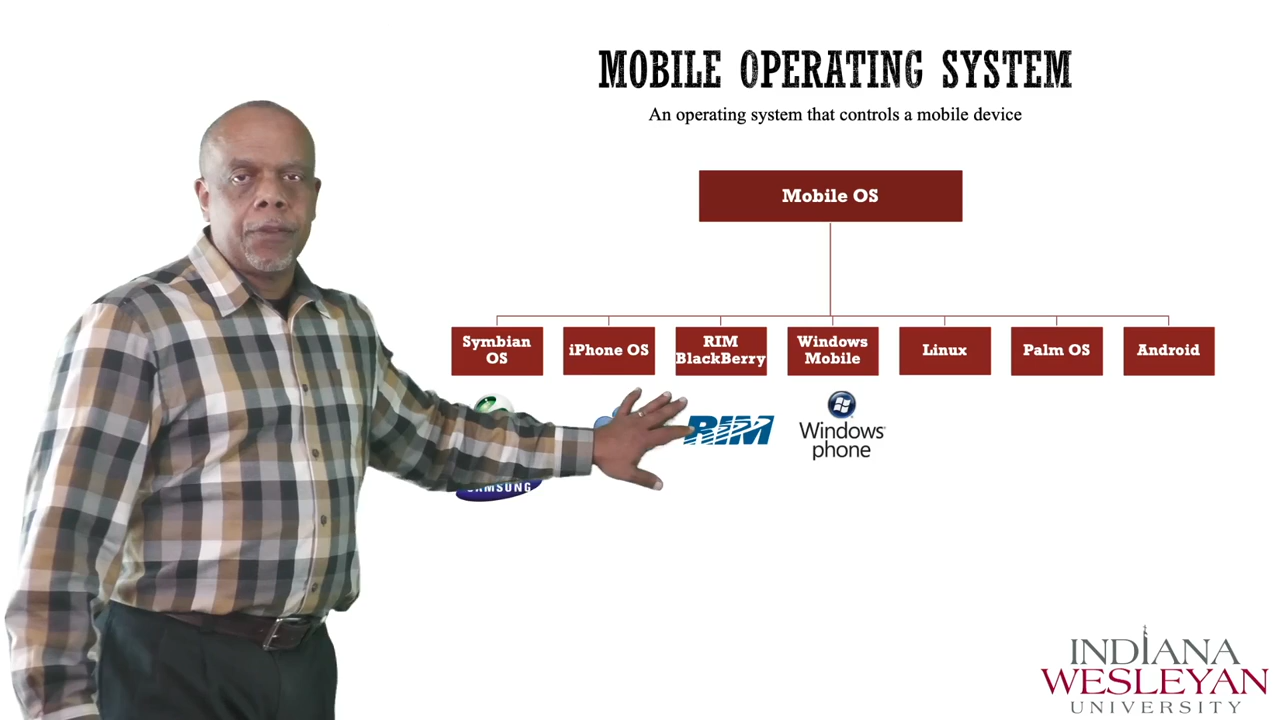 MOBILE OPERATING SYSTEM
An operating system that controls a mobile device
Mobile OS
Symbian
OS
iPhone OS
RIM
BlackBerry
Windows
Mobile
Linux
Palm OS
Android
RIM
Windows
phone
SAMSUNG
INDIANA
WESLEYAN
UNIVERSITY